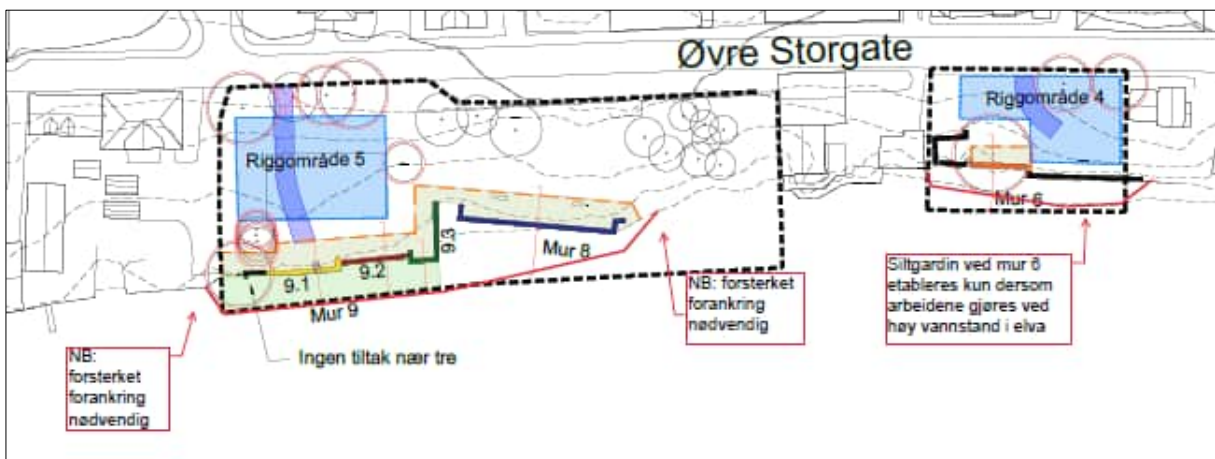 Øvre Storgate
Riggområde 4
Riggområde 5
Mur 6
9.3
Mur 8
9.1
9.2
Mur 9
Siltgardin ved mur 6
etableres kun dersom
arbeidene gjøres ved
høy vannstand i elva
NB: forsterket
forankring
nødvendig
Ingen tiltak nær tre
NB:
forsterket
forankring
nødvendig